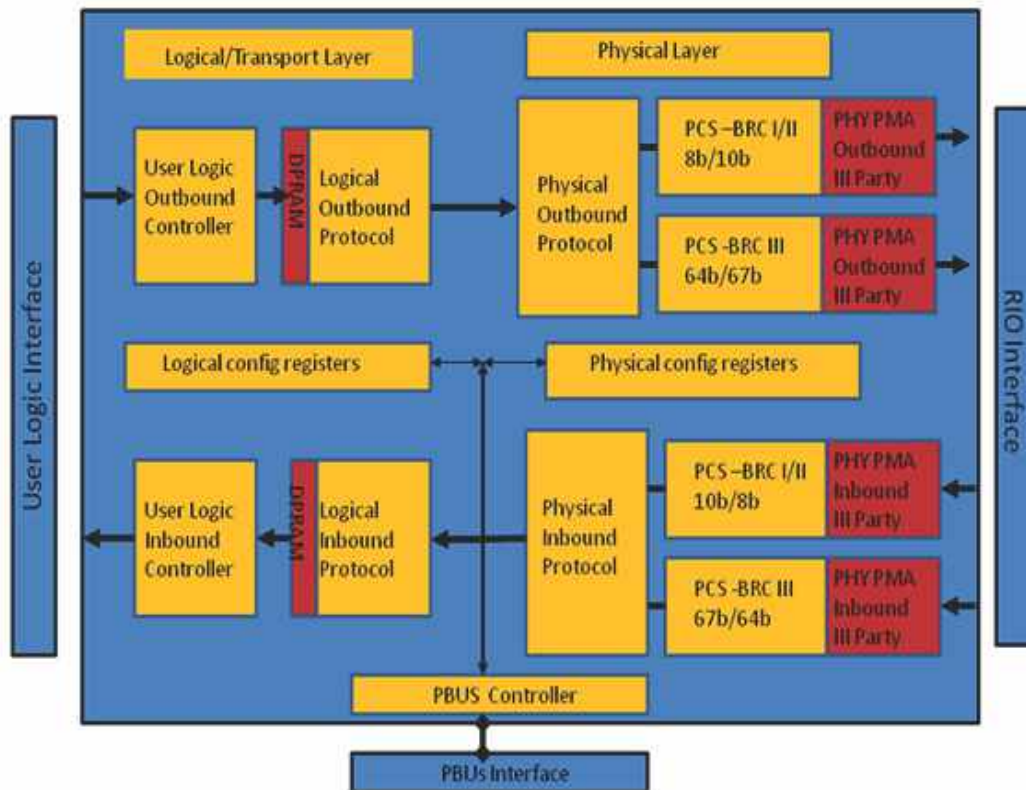 Logical/Transport Layer
Physical Layer
User Logic Interface
User Logic
Outbound
Controller
DPRAM
Logical
Outbound
Protocol
Physical
Outbound
Protocol
PCS –BRC I/II
8b/10b
PHY PMA
Outbound
III Party
PCS -BRC III
64b/67b
PHY PMA
Outbound
III Party
RIO Interface
Logical config registers
Physical config registers
User Logic
Inbound
Controller
DPRAM
Logical
Inbound
Protocol
Physical
Inbound
Protocol
PCS –BRC I/II
10b/8b
PHY PMA
Inbound
III Party
PCS -BRC III
67b/64b
PHY PMA
Inbound
III Party
PBUS Controller
PBUs Interface